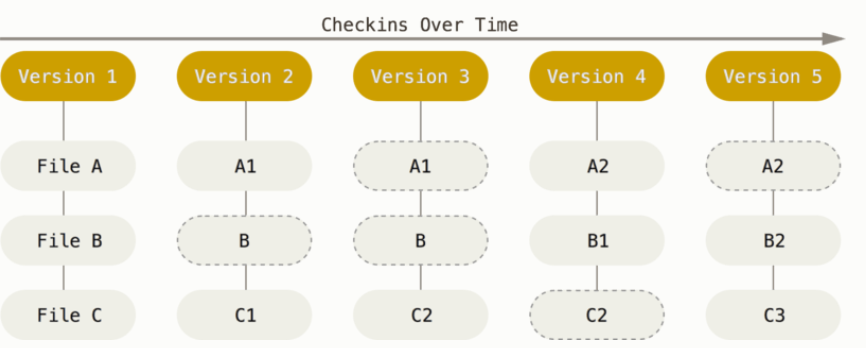 Checkins Over Time
Version 1 Version 2 Version 3 Version 4 Version 5
File A A1 A1 A2 A2
File B B B B1 B2
File C C1 C2 C2 C3